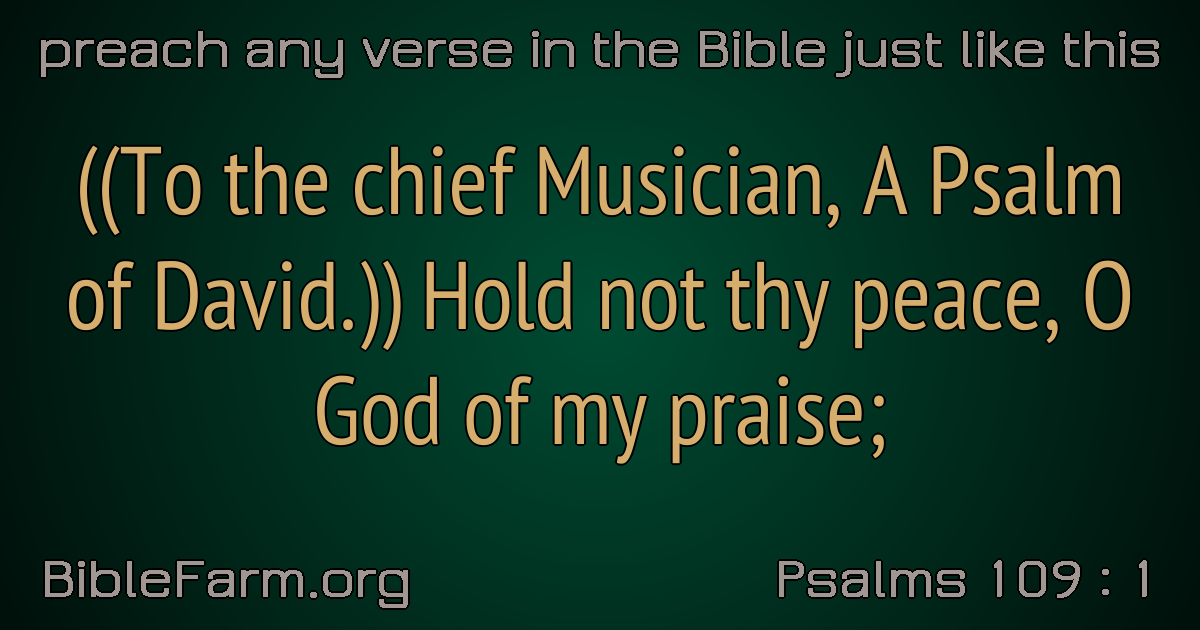 preach any verse in the Bible just like this
((To the chief Musician, A Psalm
of David.)) Hold not thy peace, O
God of my praise;
BibleFarm.org
Psalms 109 : 1